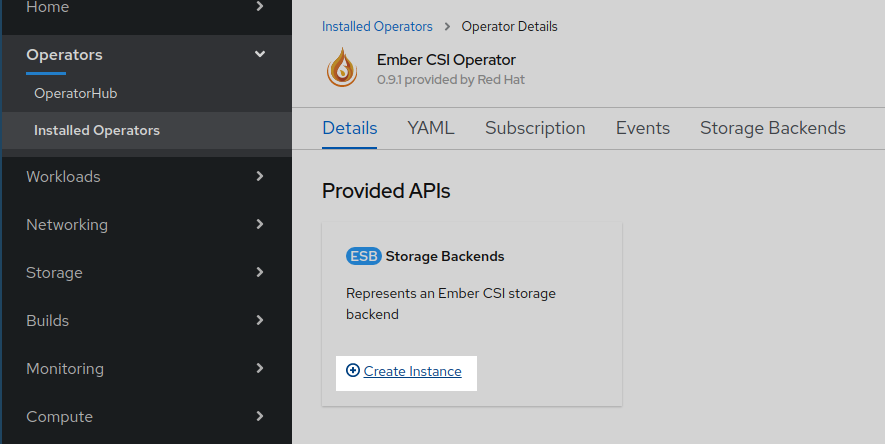 Home
Operators
OperatorHub
Installed Operators
Workloads
Networking
Storage
Builds
Monitoring
Compute
Installed Operators > Operator Details
Ember CSI Operator
0.9.1 provided by Red Hat
Details YAML Subscription Events Storage Backends
Provided APIs
ESB Storage Backends
Represents an Ember CSI storage
backend
Create Instance